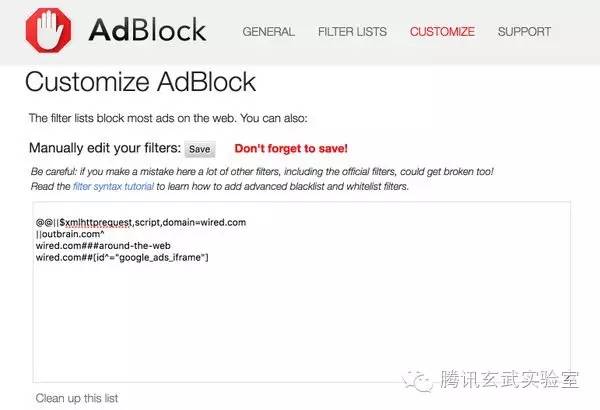 AdBlock
GENERAL FILTER LISTS CUSTOMIZE SUPPORT
Customize AdBlock
The filter lists block most ads on the web. You can also:
Manually edit your filters: Save Don't forget to save!
Be careful: if you make a mistake here a lot of other filters, including the official filters, could get broken too!
Read the filter syntax tutorial to learn how to add advanced blacklist and whitelist filters.
@@||$xmlhttprequest,script,domain=wired.com
||outbrain.com^
wired.com###around-the-web
wired.com##[id^="google_ads_iframe"]
腾讯玄武实验室
Clean up this list